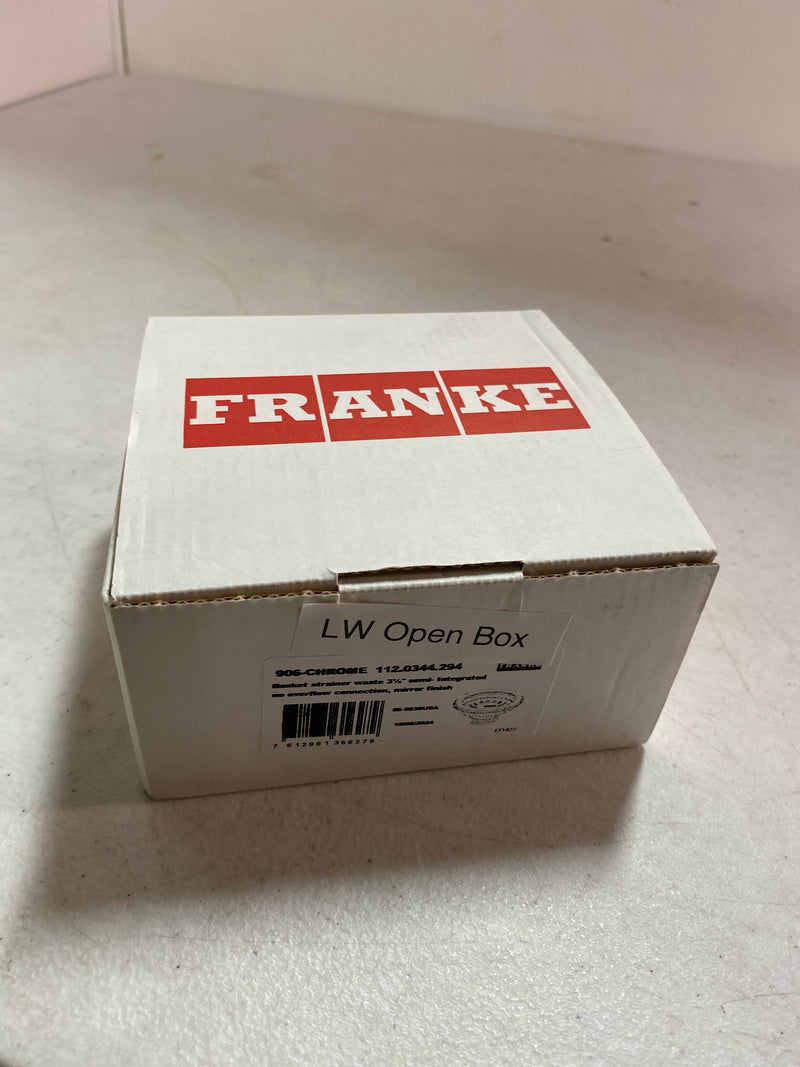 FRANKE
LW Open Box
906-CHROME 112.0344.294
Basket strainer waste 3½" semi- integrated
no overflow connection, mirror finish
7 612981 356279